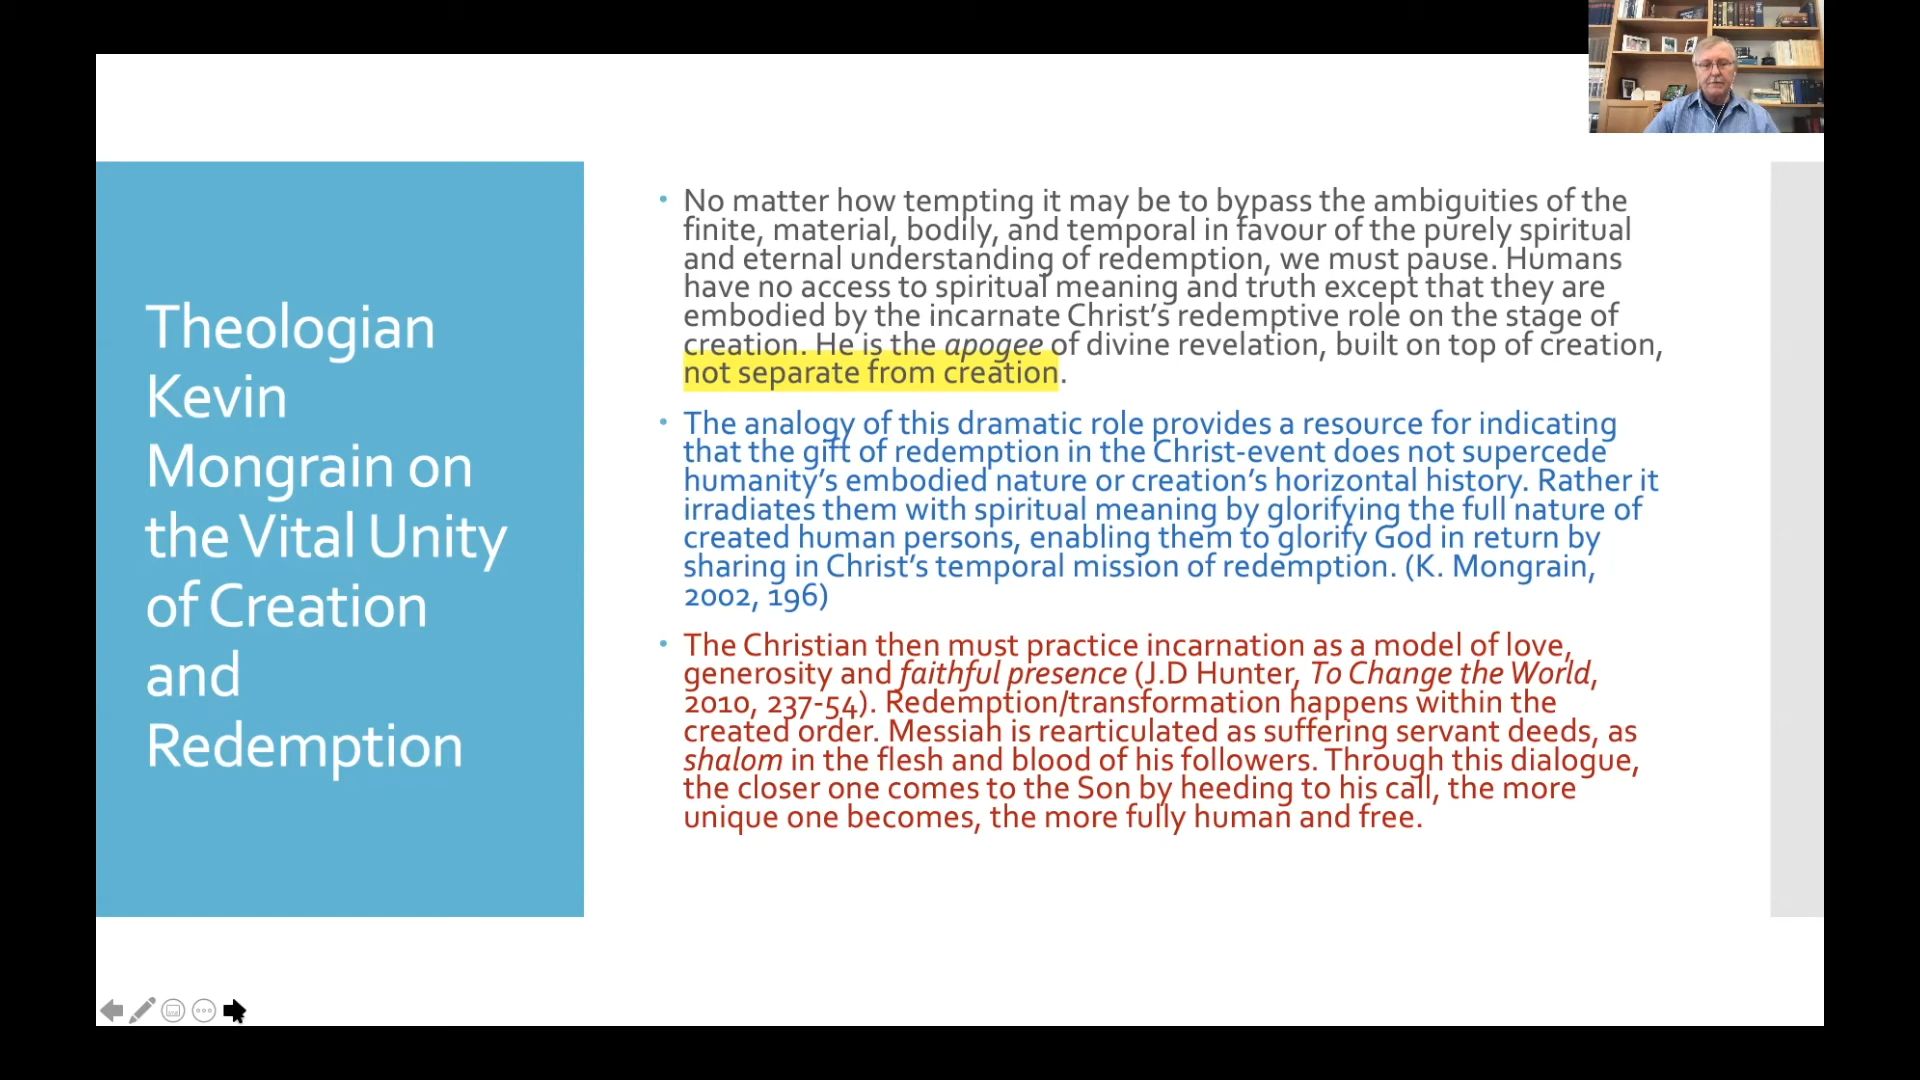 Theologian
Kevin
Mongrain on
the Vital Unity
of Creation
and
Redemption
• No matter how tempting it may be to bypass the ambiguities of the
finite, material, bodily, and temporal in favour of the purely spiritual
and eternal understanding of redemption, we must pause. Humans
have no access to spiritual meaning and truth except that they are
embodied by the incarnate Christ's redemptive role on the stage of
creation. He is the apogee of divine revelation, built on top of creation,
not separate from creation.
• The analogy of this dramatic role provides a resource for indicating
that the gift of redemption in the Christ-event does not supercede
humanity's embodied nature or creation's horizontal history. Rather it
irradiates them with spiritual meaning by glorifying the full nature of
created human persons, enabling them to glorify God in return by
sharing in Christ's temporal mission of redemption. (K. Mongrain,
2002, 196)
• The Christian then must practice incarnation as a model of love,
generosity and faithful presence (J.D Hunter, To Change the World,
2010, 237-54). Redemption/transformation happens within the
created order. Messiah is rearticulated as suffering servant deeds, as
shalom in the flesh and blood of his followers. Through this dialogue,
the closer one comes to the Son by heeding to his call, the more
unique one becomes, the more fully human and free.